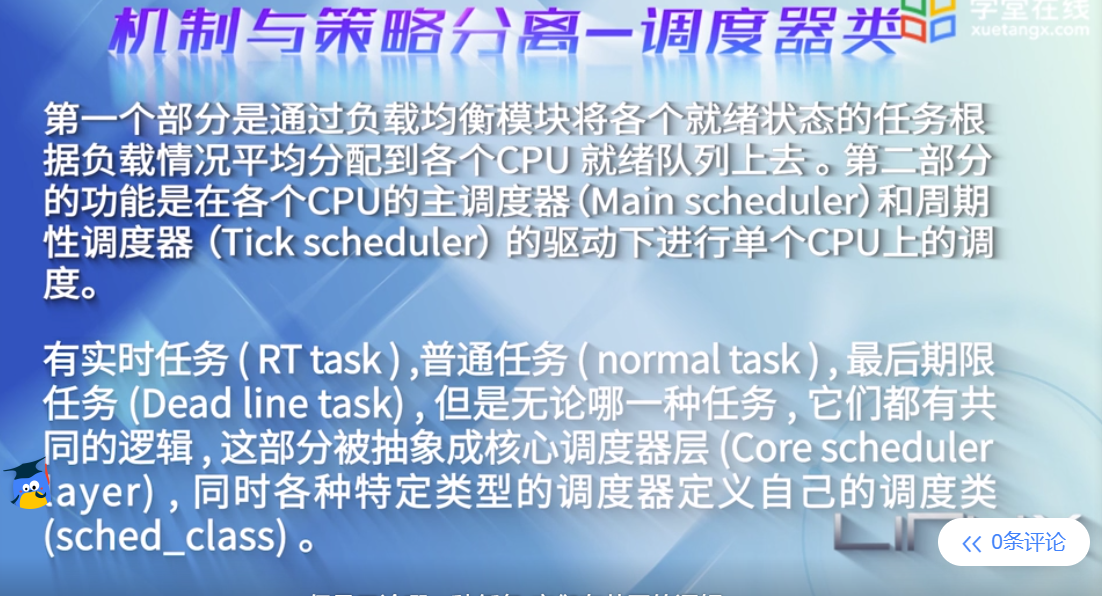 机制与策略分离—调度器类
学堂在线
xuetangx.com
第一个部分是通过负载均衡模块将各个就绪状态的任务根
据负载情况平均分配到各个CPU 就绪队列上去。第二部分
的功能是在各个CPU的主调度器(Main scheduler)和周期
性调度器（Tick scheduler）的驱动下进行单个CPU上的调
度。
有实时任务 ( RT task ) ,普通任务 ( normal task ) , 最后期限
任务 (Dead line task) , 但是无论哪一种任务 , 它们都有共
同的逻辑 , 这部分被抽象成核心调度器层 (Core scheduler
layer) , 同时各种特定类型的调度器定义自己的调度类
(sched_class) 。
0条评论